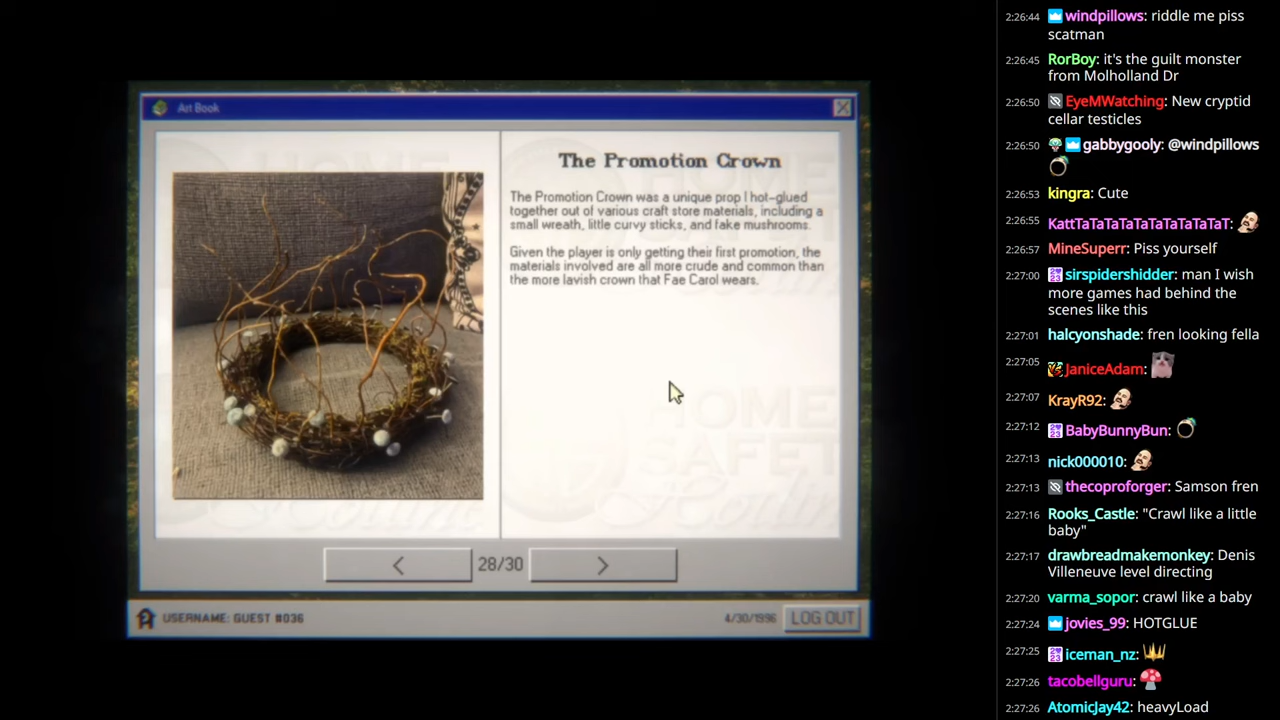 Art Book
The Promotion Crown
The Promotion Crown was a unique prop I hot-glued
together out of various craft store materials, including a
small wreath, little curvy sticks, and fake mushrooms.
Given the player is only getting their first promotion, the
materials involved are all more crude and common than
the more lavish crown that Fae Carol wears.
HOME
SAFETY
Hotline
<
28/30
>
USERNAME: GUEST #036
4/30/1996
LOG OUT
2:26:44 windpillows: riddle me piss
scatman
2:26:45 RorBoy: it's the guilt monster
from Molholland Dr
2:26:50 EyeMWatching: New cryptid
cellar testicles
2:26:50 gabbygooly: @windpillows
2:26:53 kingra: Cute
2:26:55 KattTaTaTaTaTaTaTaTaTaT:
2:26:57 MineSuperr: Piss yourself
2:27:00 sirspidershidder: man I wish
more games had behind the
scenes like this
2:27:01 halcyonshade: fren looking fella
2:27:05 JaniceAdam:
2:27:07 KrayR92:
2:27:12 BabyBunnyBun:
2:27:13 nick000010:
2:27:13 thecoproforger: Samson fren
2:27:16 Rooks_Castle: "Crawl like a little
baby"
2:27:17 drawbreadmakemonkey: Denis
Villeneuve level directing
2:27:20 varma_sopor: crawl like a baby
2:27:24 jovies_99: HOTGLUE
2:27:25 iceman_nz:
2:27:26 tacobellguru:
2:27:26 AtomicJay42: heavyLoad